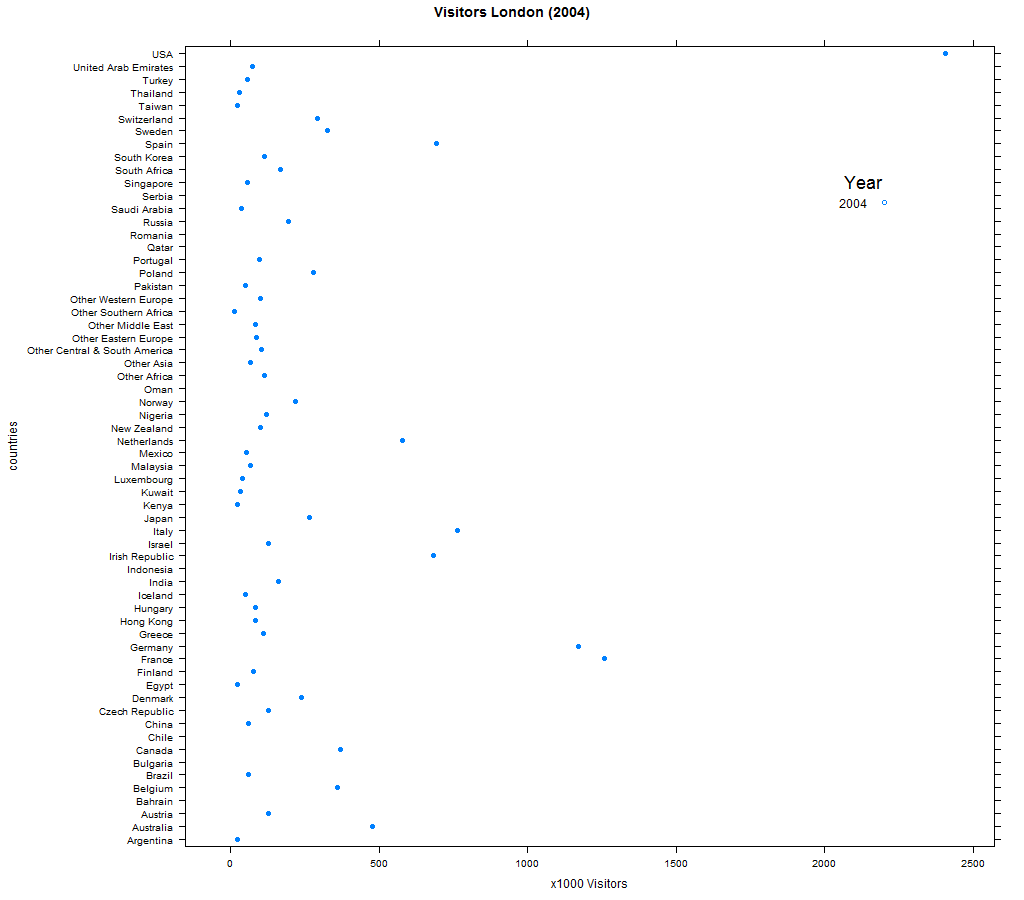 Visitors London (2004)
USA
United Arab Emirates
Turkey
Thailand
Taiwan
Switzerland
Sweden
Spain
South Korea
South Africa
Singapore
Serbia
Saudi Arabia
Russia
Romania
Qatar
Portugal
Poland
Pakistan
Other Western Europe
Other Southern Africa
Other Middle East
Other Eastern Europe
Other Central & South America
Other Asia
Other Africa
Oman
Norway
Nigeria
New Zealand
Netherlands
Mexico
Malaysia
Luxembourg
Kuwait
Kenya
Japan
Italy
Israel
Irish Republic
Indonesia
India
Iceland
Hungary
Hong Kong
Greece
Germany
France
Finland
Egypt
Denmark
Czech Republic
China
Chile
Canada
Bulgaria
Brazil
Belgium
Bahrain
Austria
Australia
Argentina
countries
Year
2004
0 500 1000 1500 2000 2500
x1000 Visitors